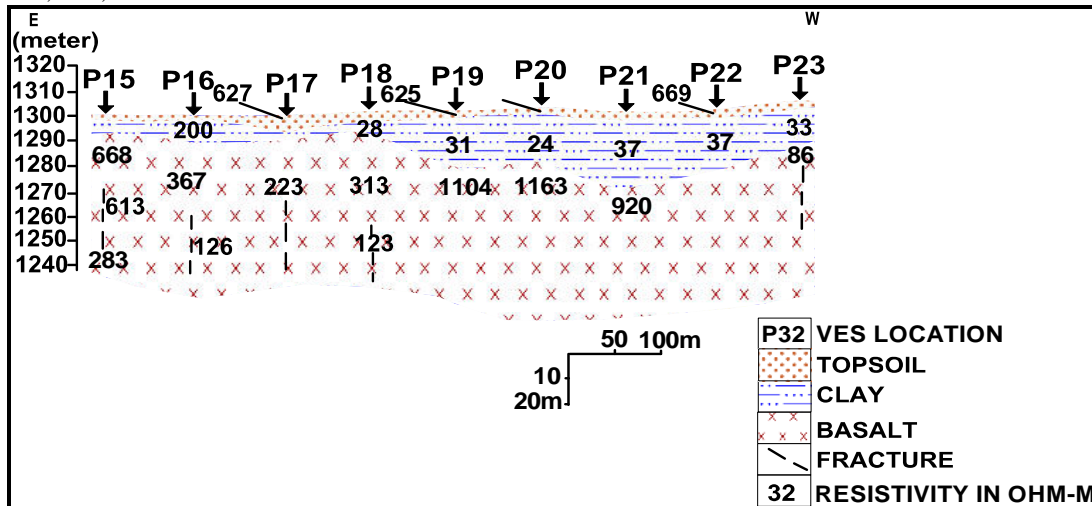 E W
(meter)
1320
1310
1300
1290
1280
1270
1260
1250
1240
P15 P16 P17 P18 P19 P20 P21 P22 P23
627 625 669
200 28 31 24 37 37 33
668 367 223 313 1104 1163 920 86
613 126 123
283
50 100m
10
20m
P32 VES LOCATION
TOPSOIL
CLAY
BASALT
FRACTURE
32 RESISTIVITY IN OHM-M